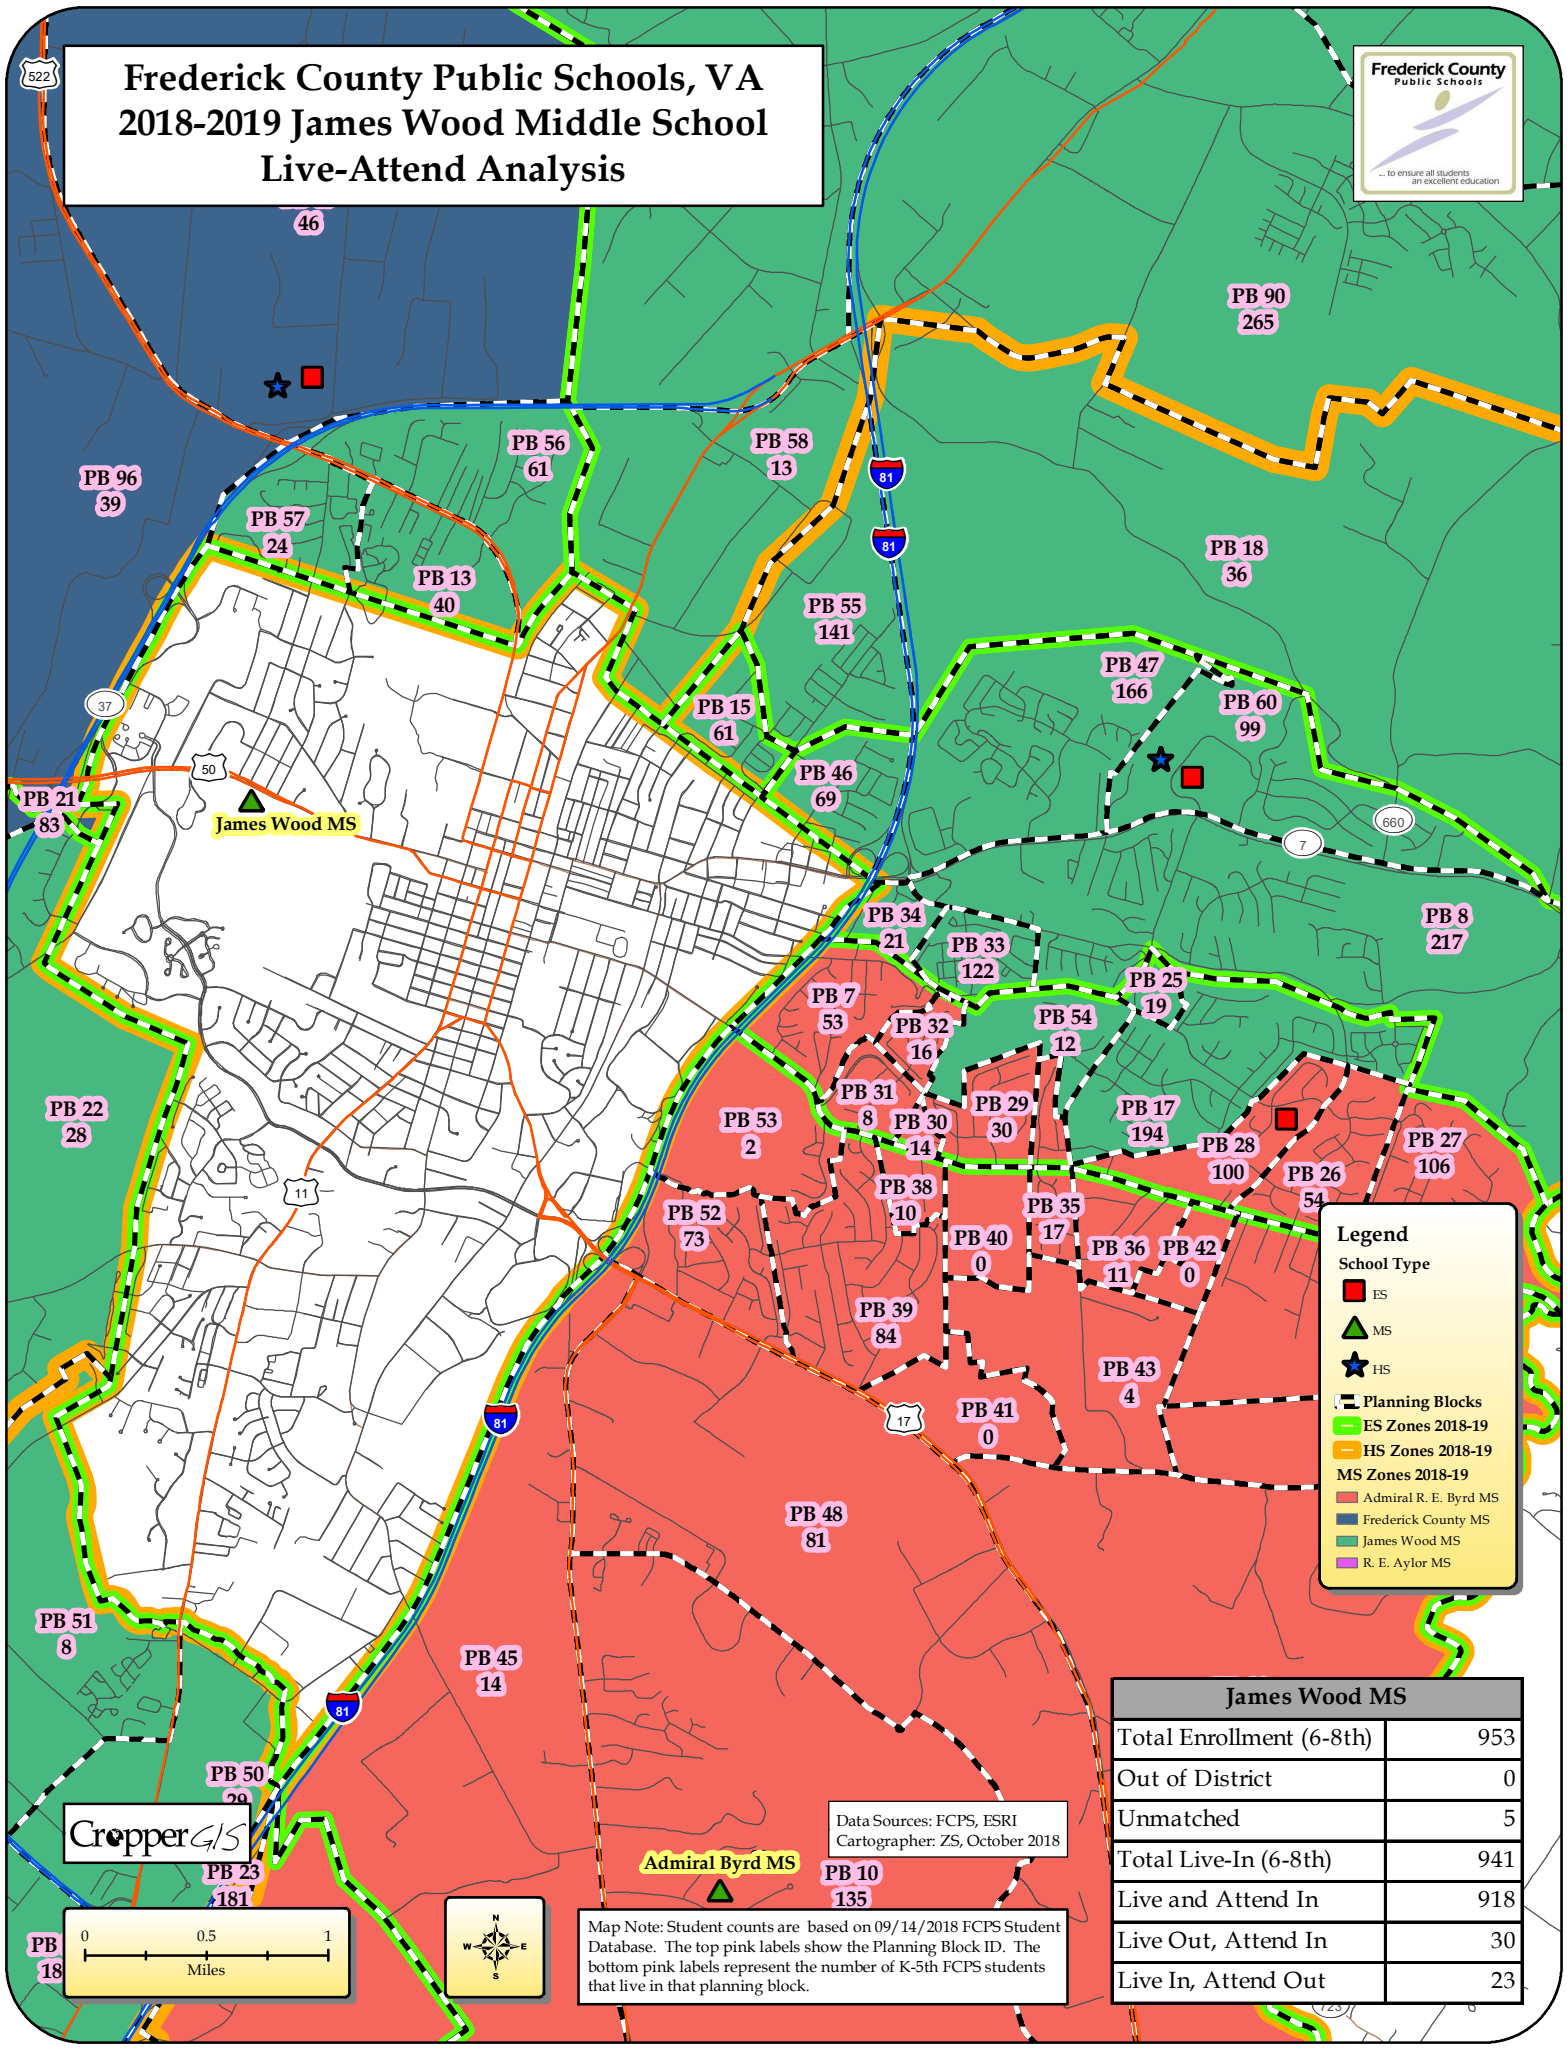 Frederick County Public Schools, VA
2018-2019 James Wood Middle School
Live-Attend Analysis
Frederick County
Public Schools
... to ensure all students
an excellent education
522
46
PB 90
265
PB 56
61
PB 58
13
PB 96
39
81
PB 57
24
81
PB 18
36
PB 13
40
PB 55
141
PB 47
166
PB 60
99
37
PB 15
61
50
PB 46
69
PB 21
83
James Wood MS
660
7
PB 34
21
PB 33
122
PB 8
217
PB 7
53
PB 25
19
PB 32
16
PB 54
12
PB 22
28
PB 31
8
PB 30
14
PB 29
30
PB 17
194
PB 53
2
PB 28
100
PB 27
106
PB 26
54
11
PB 38
10
PB 52
73
PB 35
17
PB 40
0
PB 36
11
PB 42
0
PB 39
84
PB 43
4
PB 41
0
17
81
PB 48
81
Legend
School Type
ES
MS
HS
Planning Blocks
ES Zones 2018-19
HS Zones 2018-19
MS Zones 2018-19
Admiral R. E. Byrd MS
Frederick County MS
James Wood MS
R. E. Aylor MS
PB 51
8
PB 45
14
81
PB 50
29
Cropper GIS
PB 23
181
PB
18
0 0.5 1
Miles
N
W E
S
Data Sources: FCPS, ESRI
Cartographer: ZS, October 2018
Admiral Byrd MS
PB 10
135
Map Note: Student counts are based on 09/14/2018 FCPS Student
Database. The top pink labels show the Planning Block ID. The
bottom pink labels represent the number of K-5th FCPS students
that live in that planning block.
James Wood MS
Total Enrollment (6-8th) 953
Out of District 0
Unmatched 5
Total Live-In (6-8th) 941
Live and Attend In 918
Live Out, Attend In 30
Live In, Attend Out 23
723